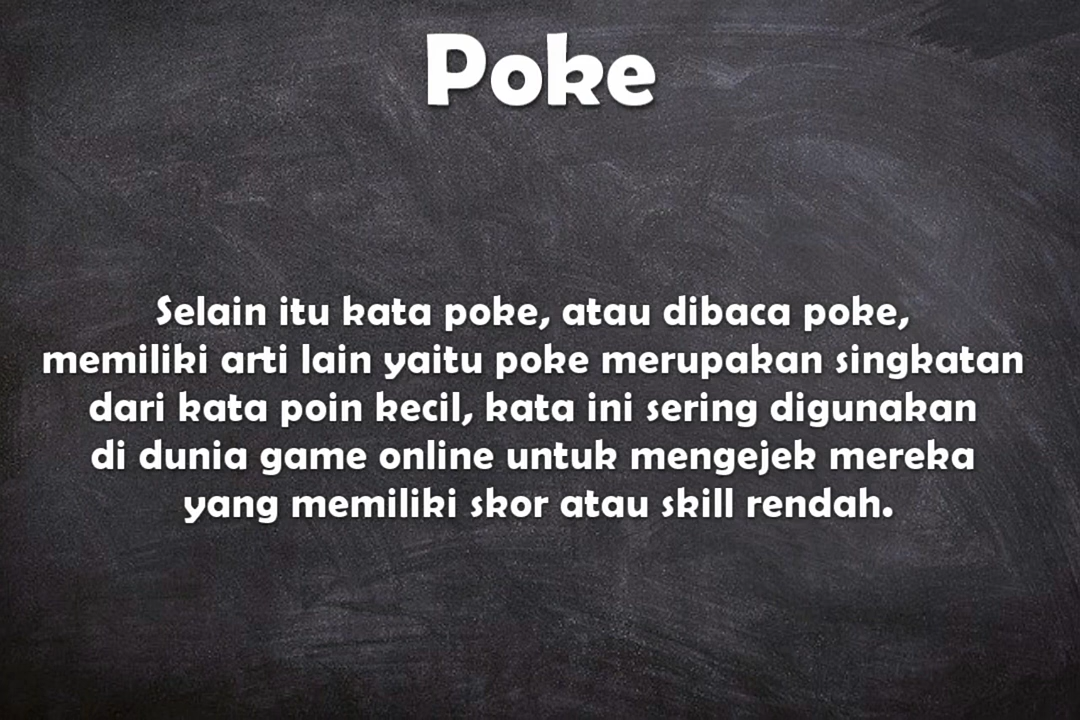 Poke
Selain itu kata poke, atau dibaca poke,
memiliki arti lain yaitu poke merupakan singkatan
dari kata poin kecil, kata ini sering digunakan
di dunia game online untuk mengejek mereka
yang memiliki skor atau skill rendah.